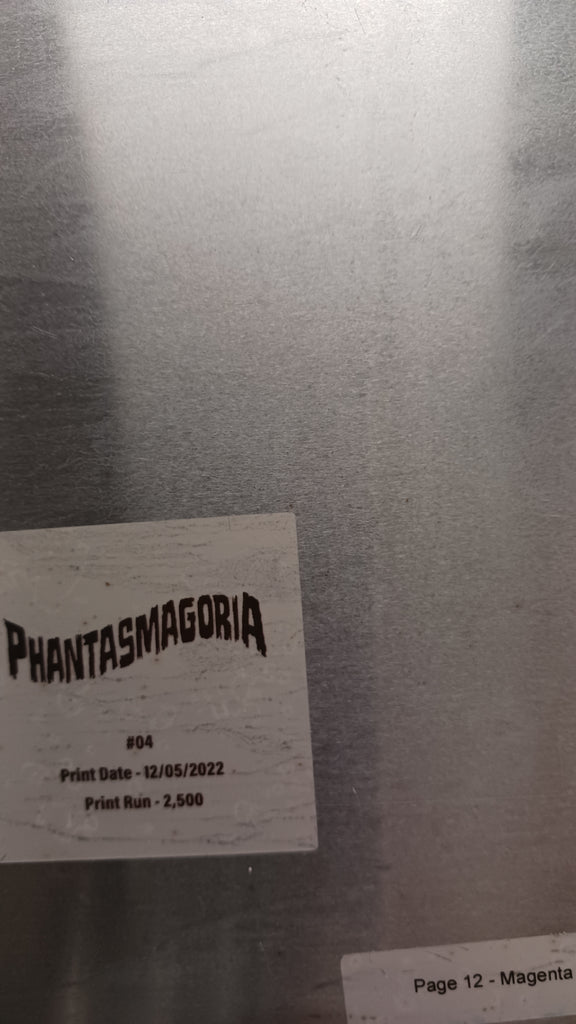 PHANTASMAGORIA
#04
Print Date - 12/05/2022
Print Run - 2,500
Page 12 - Magenta